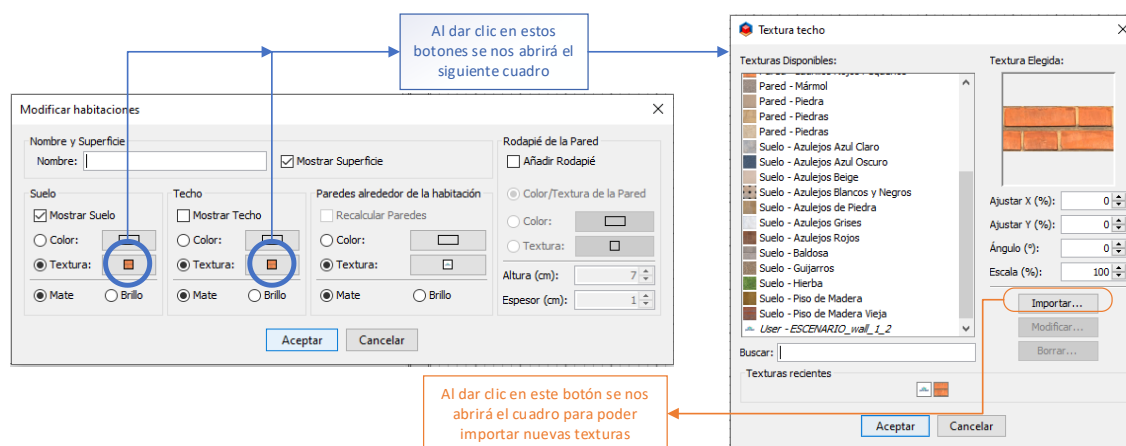 Al dar clic en estos
botones se nos abrirá el
siguiente cuadro
Modificar habitaciones
Nombre y Superficie
Nombre:
Mostrar Superficie
Suelo
Mostrar Suelo
Color:
Textura:
Mate
Brillo
Techo
Mostrar Techo
Color:
Textura:
Mate
Brillo
Paredes alrededor de la habitación
Recalcular Paredes
Color:
Textura:
Mate
Brillo
Rodapié de la Pared
Añadir Rodapié
Color/Textura de la Pared
Color:
Textura:
Altura (cm): 7
Espesor (cm): 1
Aceptar
Cancelar
Textura techo
Texturas Disponibles:
Pared - Mármol
Pared - Piedra
Pared - Piedras
Pared - Piedras
Suelo - Azulejos Azul Claro
Suelo - Azulejos Azul Oscuro
Suelo - Azulejos Beige
Suelo - Azulejos Blancos y Negros
Suelo - Azulejos de Piedra
Suelo - Azulejos Grises
Suelo - Azulejos Rojos
Suelo - Baldosa
Suelo - Guijarros
Suelo - Hierba
Suelo - Piso de Madera
Suelo - Piso de Madera Vieja
User - ESCENARIO_wall_1_2
Buscar:
Texturas recientes
Textura Elegida:
Ajustar X (%): 0
Ajustar Y (%): 0
Ángulo (º): 0
Escala (%): 100
Importar...
Modificar...
Borrar...
Aceptar
Cancelar
Al dar clic en este botón se nos
abrirá el cuadro para poder
importar nuevas texturas